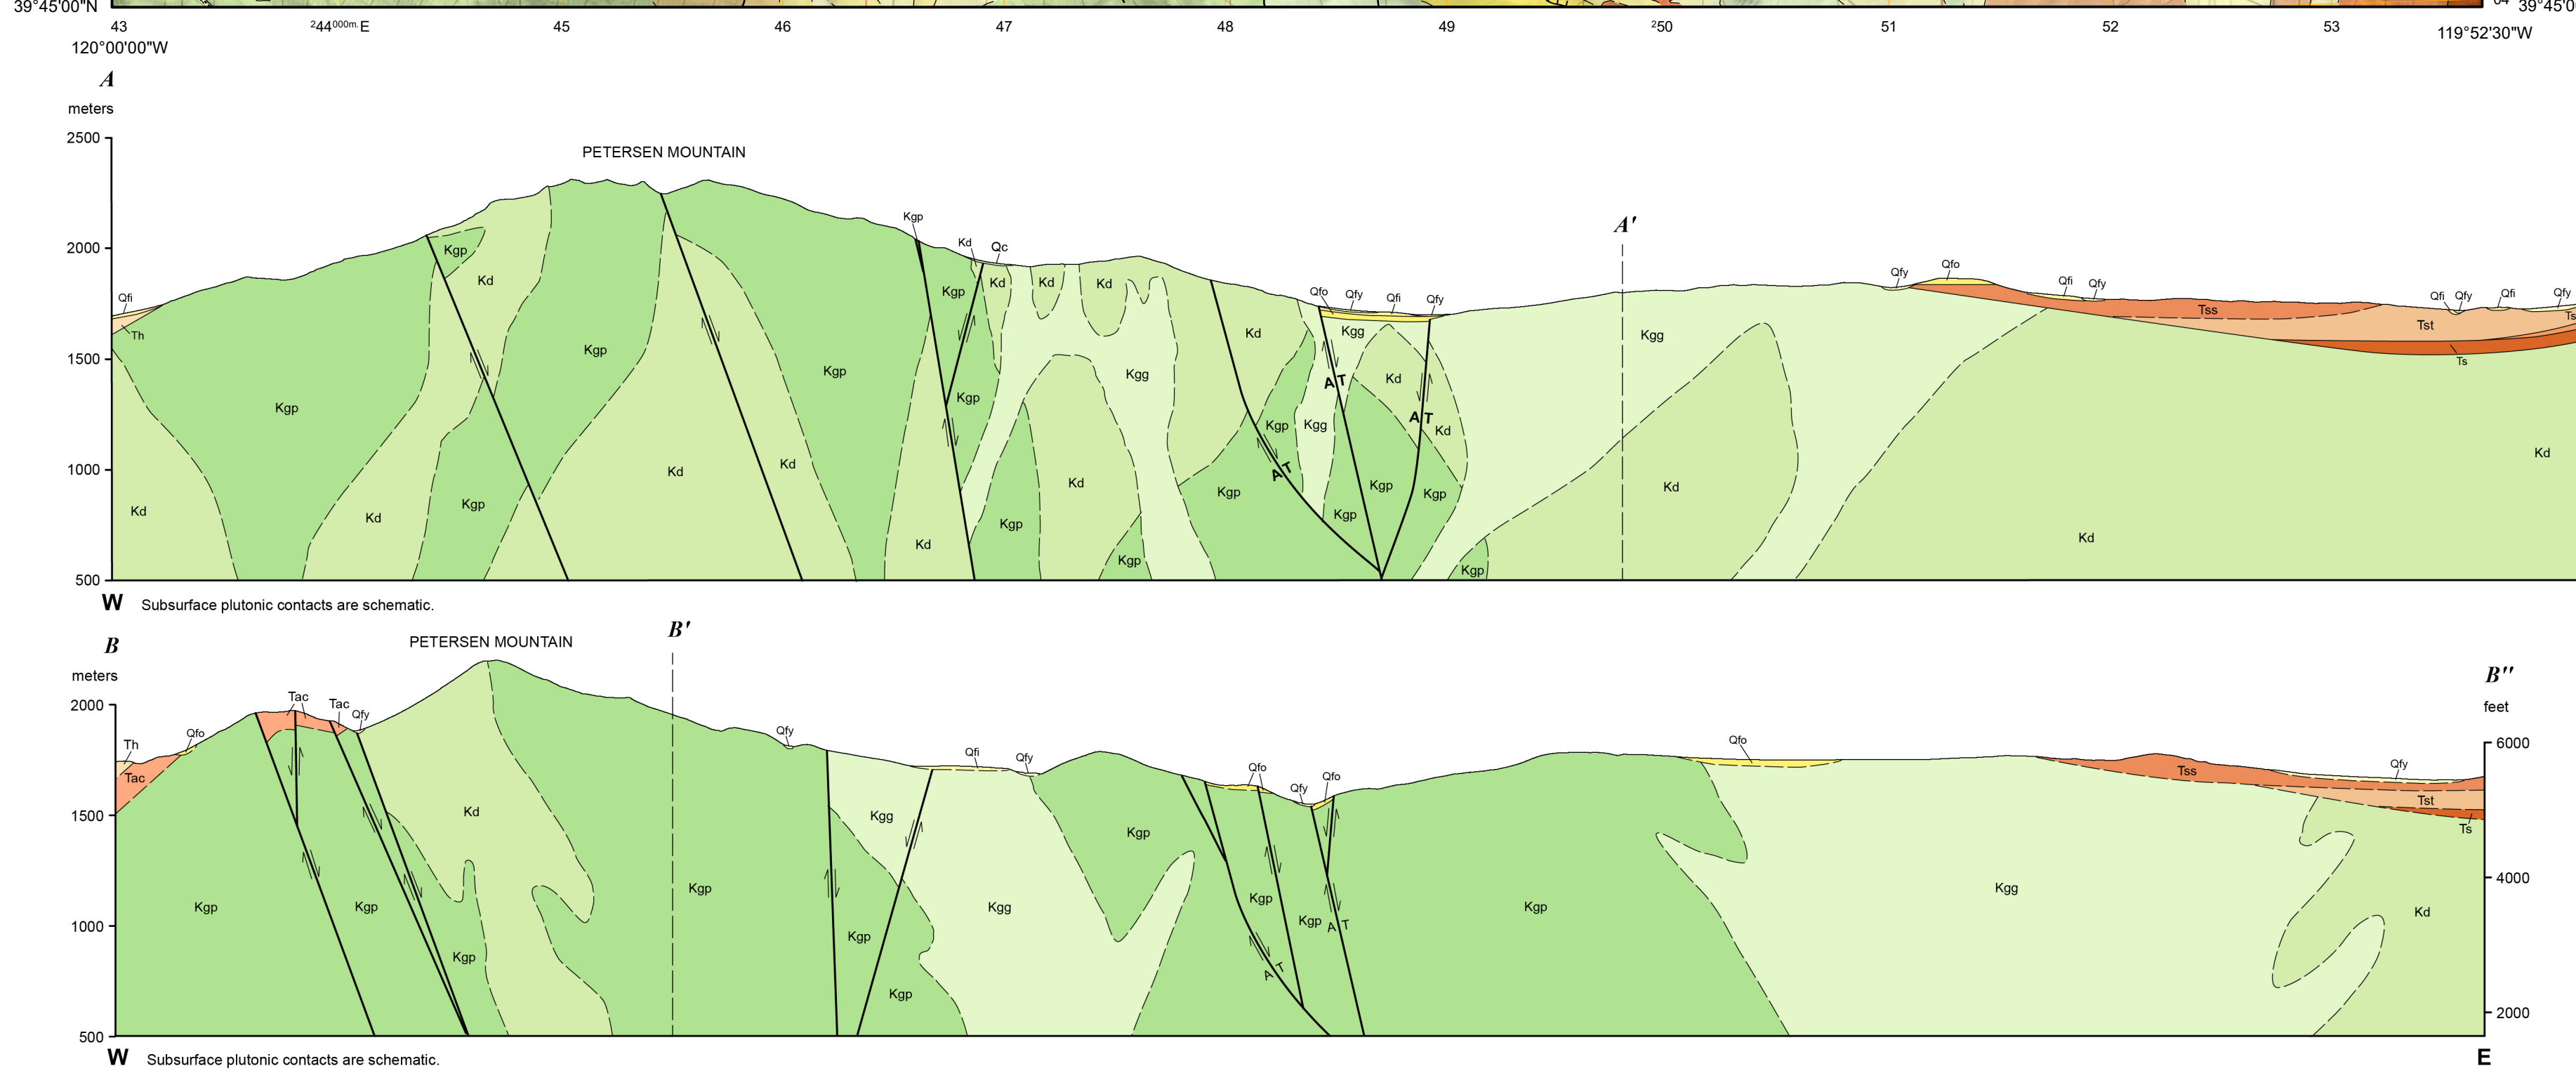 39°45'00"N
43 244000m.E 45 46 47 48 49 250 51 52 53
120°00'00"W 119°52'30"W
A
meters
2500
PETERSEN MOUNTAIN
Kgp
A'
2000
Kgp
Kd
Kd
Qc
Kd
Kd
Kd
Qfy
Qfo
Qfi
Qfy
Qfi
Th
Kgp
Qfo
Qfy
Qfi
Qfy
Qfi
Qfy
Qfi
Qfy
Tss
Tst
Ts
Ts
1500
Kgp
Kgp
Kgp
Kgp
Kgg
Kd
Kgg
Kgg
A T
Kd
Kgp
Kgp
Kgg
A T
Kd
1000
Kd
Kd
Kd
Kgp
Kd
Kd
Kgp
A T
Kgp
Kgp
Kd
Kd
Kd
Kd
Kgp
Kgp
Kgp
Kgp
Kgp
Kd
500
W Subsurface plutonic contacts are schematic.
B
PETERSEN MOUNTAIN
B'
B''
meters
feet
2000
Tac
Tac
Qfy
Th
Qfo
Qfy
Qfi
Qfy
Qfo
Qfy
Qfo
Qfo
Qfy
6000
Tac
Tss
Tst
Ts
1500
Kd
Kgg
Kgp
4000
Kgp
Kgp
Kgp
Kgg
Kgp
Kgp
A T
Kgp
Kgg
Kd
1000
Kgp
Kgp
A T
Kgp
2000
500
W Subsurface plutonic contacts are schematic. E